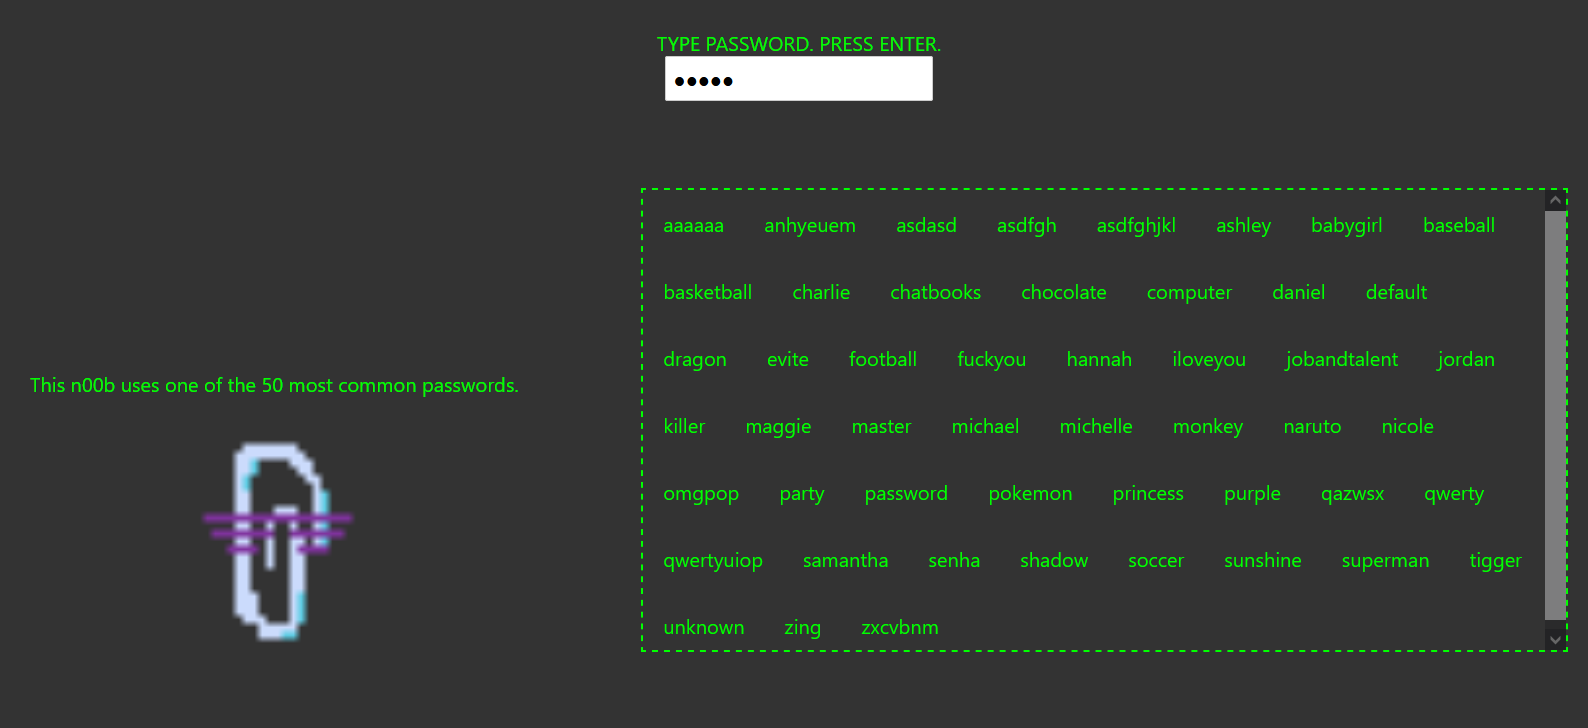 TYPE PASSWORD. PRESS ENTER.
●●●●●
aaaaaa anhyeuem asdasd asdfgh asdfghjkl ashley babygirl baseball
basketball charlie chatbooks chocolate computer daniel default
dragon evite football fuckyou hannah iloveyou jobandtalent jordan
This n00b uses one of the 50 most common passwords.
killer maggie master michael michelle monkey naruto nicole
omgpop party password pokemon princess purple qazwsx qwerty
qwertyuiop samantha senha shadow soccer sunshine superman tigger
unknown zing zxcvbnm